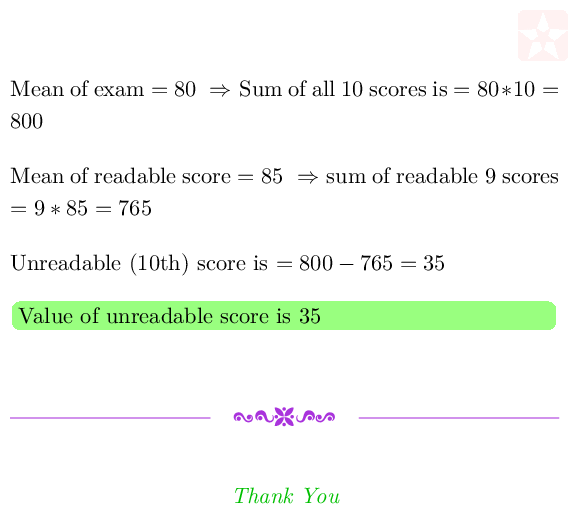 Mean of exam = 80 ⇒ Sum of all 10 scores is = 80*10 =
800
Mean of readable score = 85 ⇒ sum of readable 9 scores
= 9 * 85 = 765
Unreadable (10th) score is = 800 − 765 = 35
Value of unreadable score is 35
Thank You